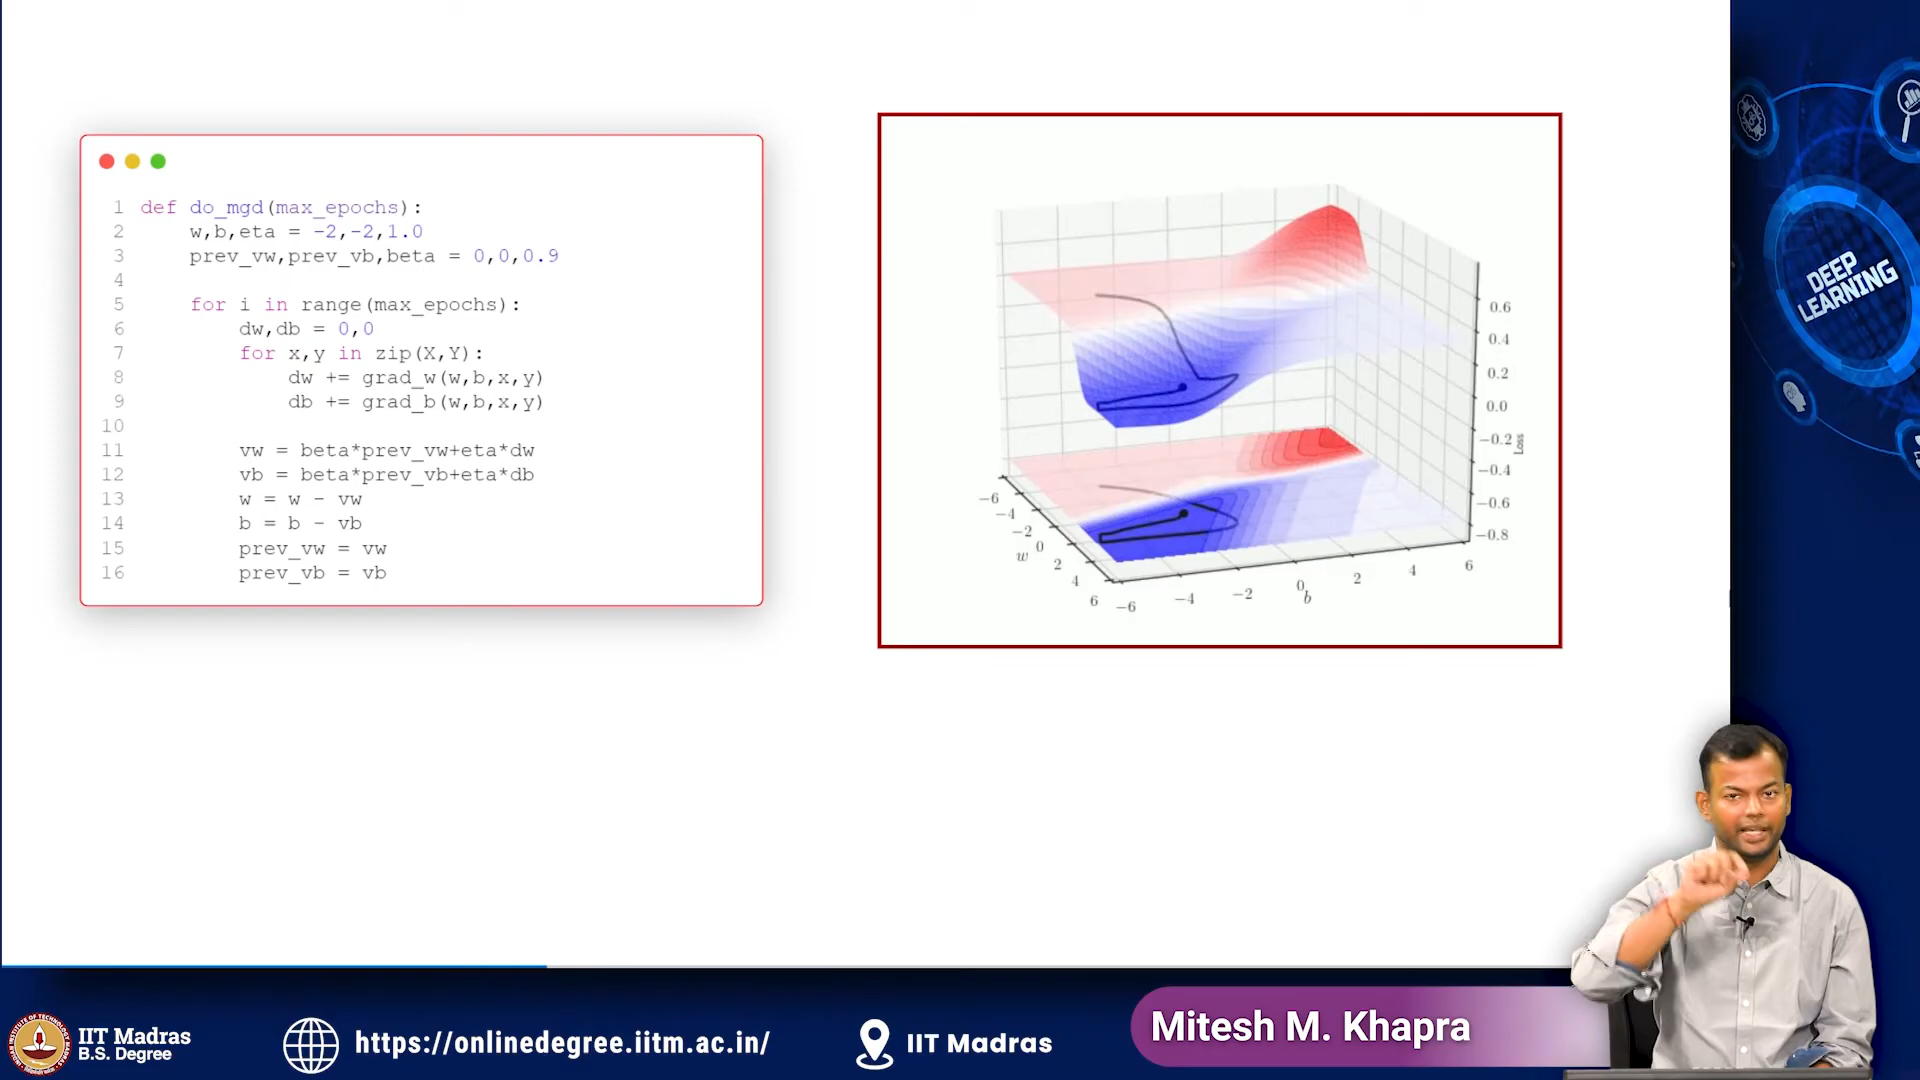 1 def do_mgd(max_epochs):
2 w,b,eta = -2,-2,1.0
3 prev_vw,prev_vb,beta = 0,0,0.9
4
5 for i in range(max_epochs):
6 dw,db = 0,0
7 for x,y in zip(X,Y):
8 dw += grad_w(w,b,x,y)
9 db += grad_b(w,b,x,y)
10
11 vw = beta*prev_vw+eta*dw
12 vb = beta*prev_vb+eta*db
13 w = w - vw
14 b = b - vb
15 prev_vw = vw
16 prev_vb = vb
0.6
0.4
0.2
0.0
−0.2
−0.4
−0.6
−0.8
Loss
−6
−4
−2
0
2
4
6
w
−6
−4
−2
0
2
4
6
b
DEEP
LEARNING
IIT Madras
B.S. Degree
https://onlinedegree.iitm.ac.in/
IIT Madras
Mitesh M. Khapra